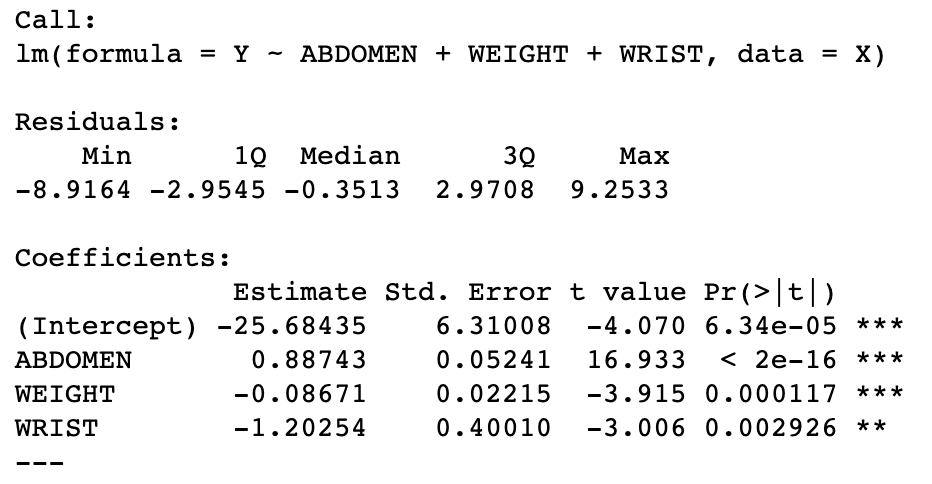 Call:
lm(formula = Y ~ ABDOMEN + WEIGHT + WRIST, data = X)
Residuals:
Min 1Q Median 3Q Max
-8.9164 -2.9545 -0.3513 2.9708 9.2533
Coefficients:
Estimate Std. Error t value Pr(>|t|)
(Intercept) -25.68435 6.31008 -4.070 6.34e-05 ***
ABDOMEN 0.88743 0.05241 16.933 < 2e-16 ***
WEIGHT -0.08671 0.02215 -3.915 0.000117 ***
WRIST -1.20254 0.40010 -3.006 0.002926 **
---